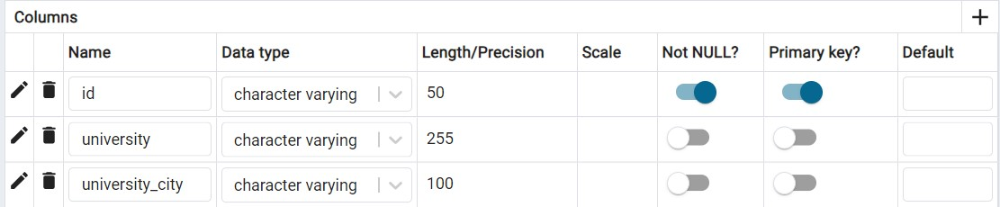 Columns
Name Data type Length/Precision Scale Not NULL? Primary key? Default
id character varying 50
university character varying 255
university_city character varying 100